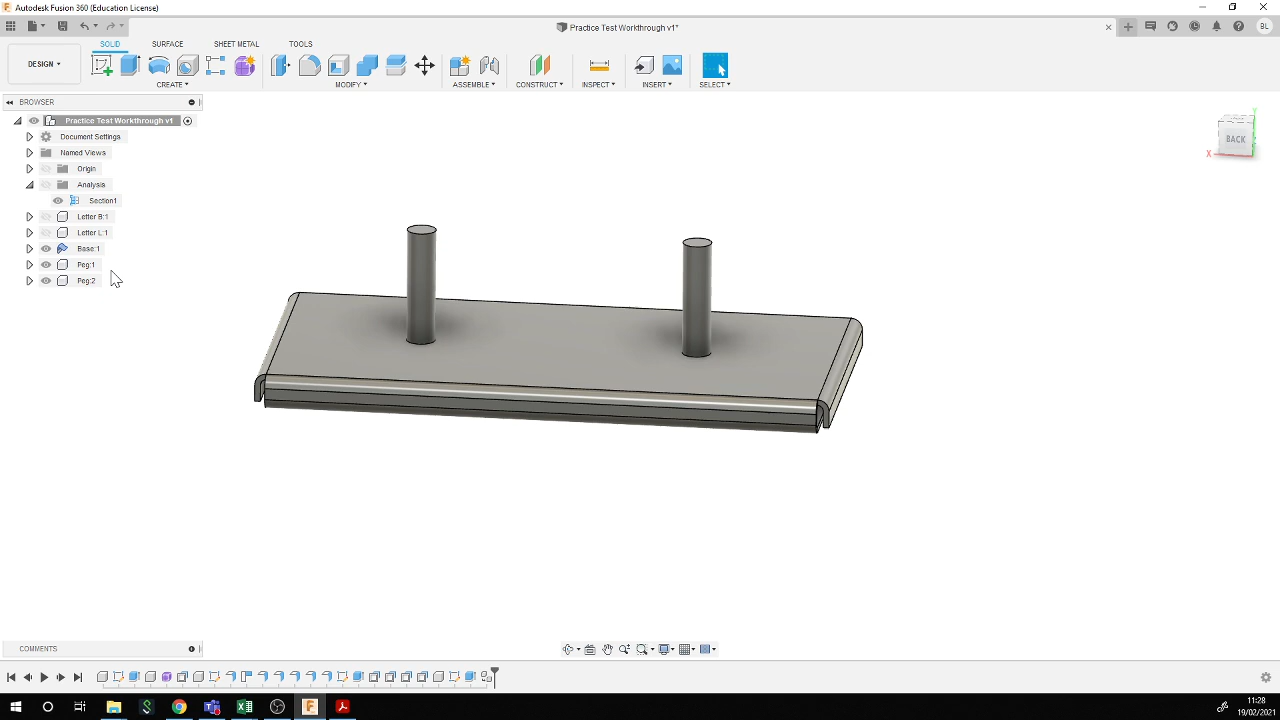 Autodesk Fusion 360 (Education License)
Practice Test Workthrough v1*
BL
DESIGN
SOLID SURFACE SHEET METAL TOOLS
CREATE MODIFY ASSEMBLE CONSTRUCT INSPECT INSERT SELECT
BROWSER
Practice Test Workthrough v1
Document Settings
Named Views
Origin
Analysis
Section1
Letter B:1
Letter L:1
Base:1
Peg:1
Peg:2
BACK
X
Y
COMMENTS
11:28
19/02/2021